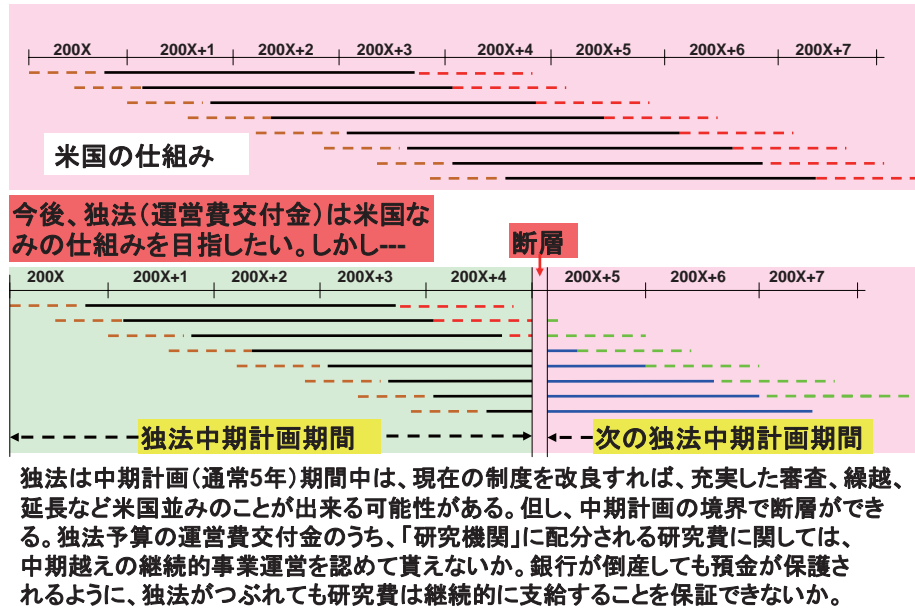 200X 200X+1 200X+2 200X+3 200X+4 200X+5 200X+6 200X+7
米国の仕組み
今後、独法(運営費交付金)は米国な
みの仕組みを目指したい。しかし---
断層
200X 200X+1 200X+2 200X+3 200X+4 200X+5 200X+6 200X+7
独法中期計画期間
次の独法中期計画期間
独法は中期計画(通常5年)期間中は、現在の制度を改良すれば、充実した審査、繰越、
延長など米国並みのことが出来る可能性がある。但し、中期計画の境界で断層ができ
る。独法予算の運営費交付金のうち、「研究機関」に配分される研究費に関しては、
中期越えの継続的事業運営を認めて貰えないか。銀行が倒産しても預金が保護さ
れるように、独法がつぶれても研究費は継続的に支給することを保証できないか。